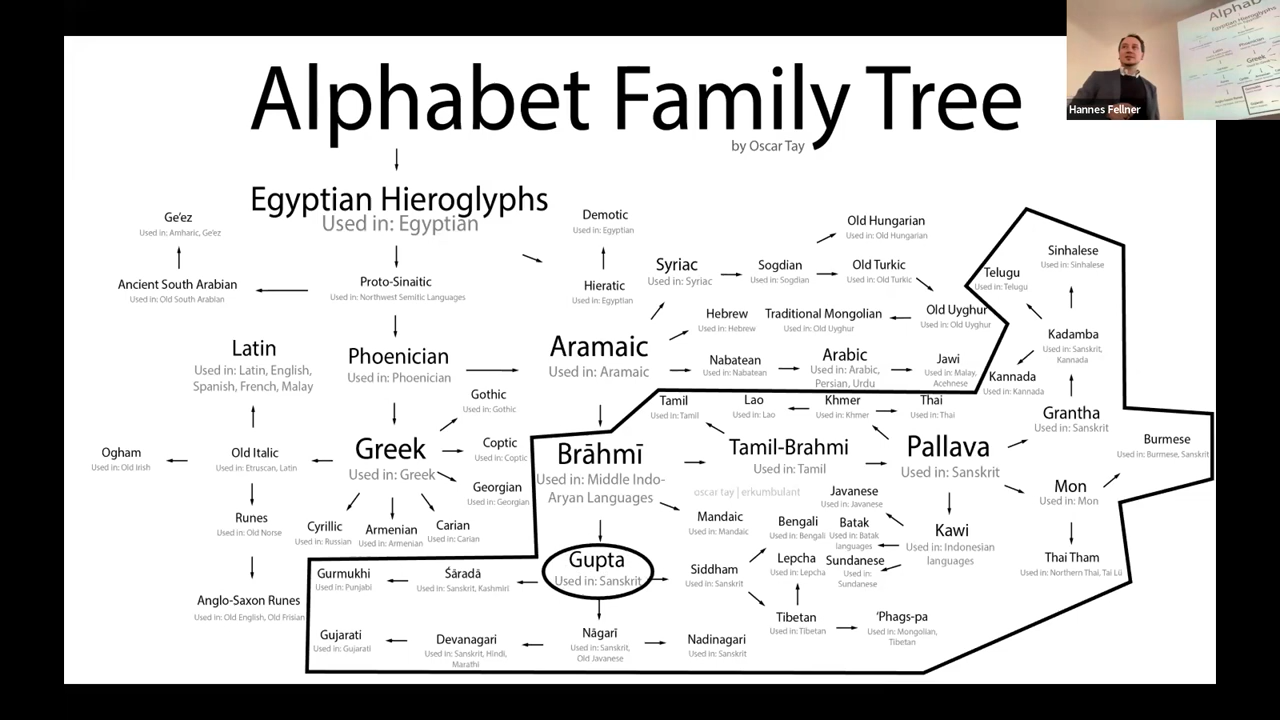 Alphabet Family Tree
by Oscar Tay
Hannes Fellner
Egyptian Hieroglyphs
Used in: Egyptian
Ge'ez
Used in: Amharic, Ge'ez
Demotic
Used in: Egyptian
Old Hungarian
Used in: Old Hungarian
Sinhalese
Used in: Sinhalese
Ancient South Arabian
Used in: Old South Arabian
Proto-Sinaitic
Used in: Northwest Semitic Languages
Hieratic
Used in: Egyptian
Syriac
Used in: Syriac
Sogdian
Used in: Sogdian
Old Turkic
Used in: Old Turkic
Telugu
Used in: Telugu
Hebrew
Used in: Hebrew
Traditional Mongolian
Used in: Old Uyghur
Old Uyghur
Used in: Old Uyghur
Kadamba
Used in: Sanskrit,
Kannada
Latin
Used in: Latin, English,
Spanish, French, Malay
Phoenician
Used in: Phoenician
Aramaic
Used in: Aramaic
Nabatean
Used in: Nabatean
Arabic
Used in: Arabic,
Persian, Urdu
Jawi
Used in: Malay,
Acehnese
Kannada
Used in: Kannada
Gothic
Used in: Gothic
Tamil
Used in: Tamil
Lao
Used in: Lao
Khmer
Used in: Khmer
Thai
Used in: Thai
Grantha
Used in: Sanskrit
Ogham
Used in: Old Irish
Old Italic
Used in: Etruscan, Latin
Greek
Used in: Greek
Coptic
Used in: Coptic
Brāhmī
Used in: Middle Indo-
Aryan Languages
Tamil-Brahmi
Used in: Tamil
Pallava
Used in: Sanskrit
Burmese
Used in: Burmese, Sanskrit
Georgian
Used in: Georgian
oscar tay | erkumbulant
Javanese
Used in: Javanese
Mon
Used in: Mon
Runes
Used in: Old Norse
Cyrillic
Used in: Russian
Armenian
Used in: Armenian
Carian
Used in: Carian
Mandaic
Used in: Mandaic
Bengali
Used in: Bengali
Batak
Used in: Batak
languages
Kawi
Used in: Indonesian
languages
Gupta
Used in: Sanskrit
Siddham
Used in: Sanskrit
Lepcha
Used in: Lepcha
Sundanese
Used in:
Sundanese
Thai Tham
Used in: Northern Thai, Tai Lü
Gurmukhi
Used in: Punjabi
Śāradā
Used in: Sanskrit, Kashmiri
Anglo-Saxon Runes
Used in: Old English, Old Frisian
Tibetan
Used in: Tibetan
'Phags-pa
Used in: Mongolian,
Tibetan
Gujarati
Used in: Gujarati
Devanagari
Used in: Sanskrit, Hindi,
Marathi
Nāgarī
Used in: Sanskrit,
Old Javanese
Nadinagari
Used in: Sanskrit